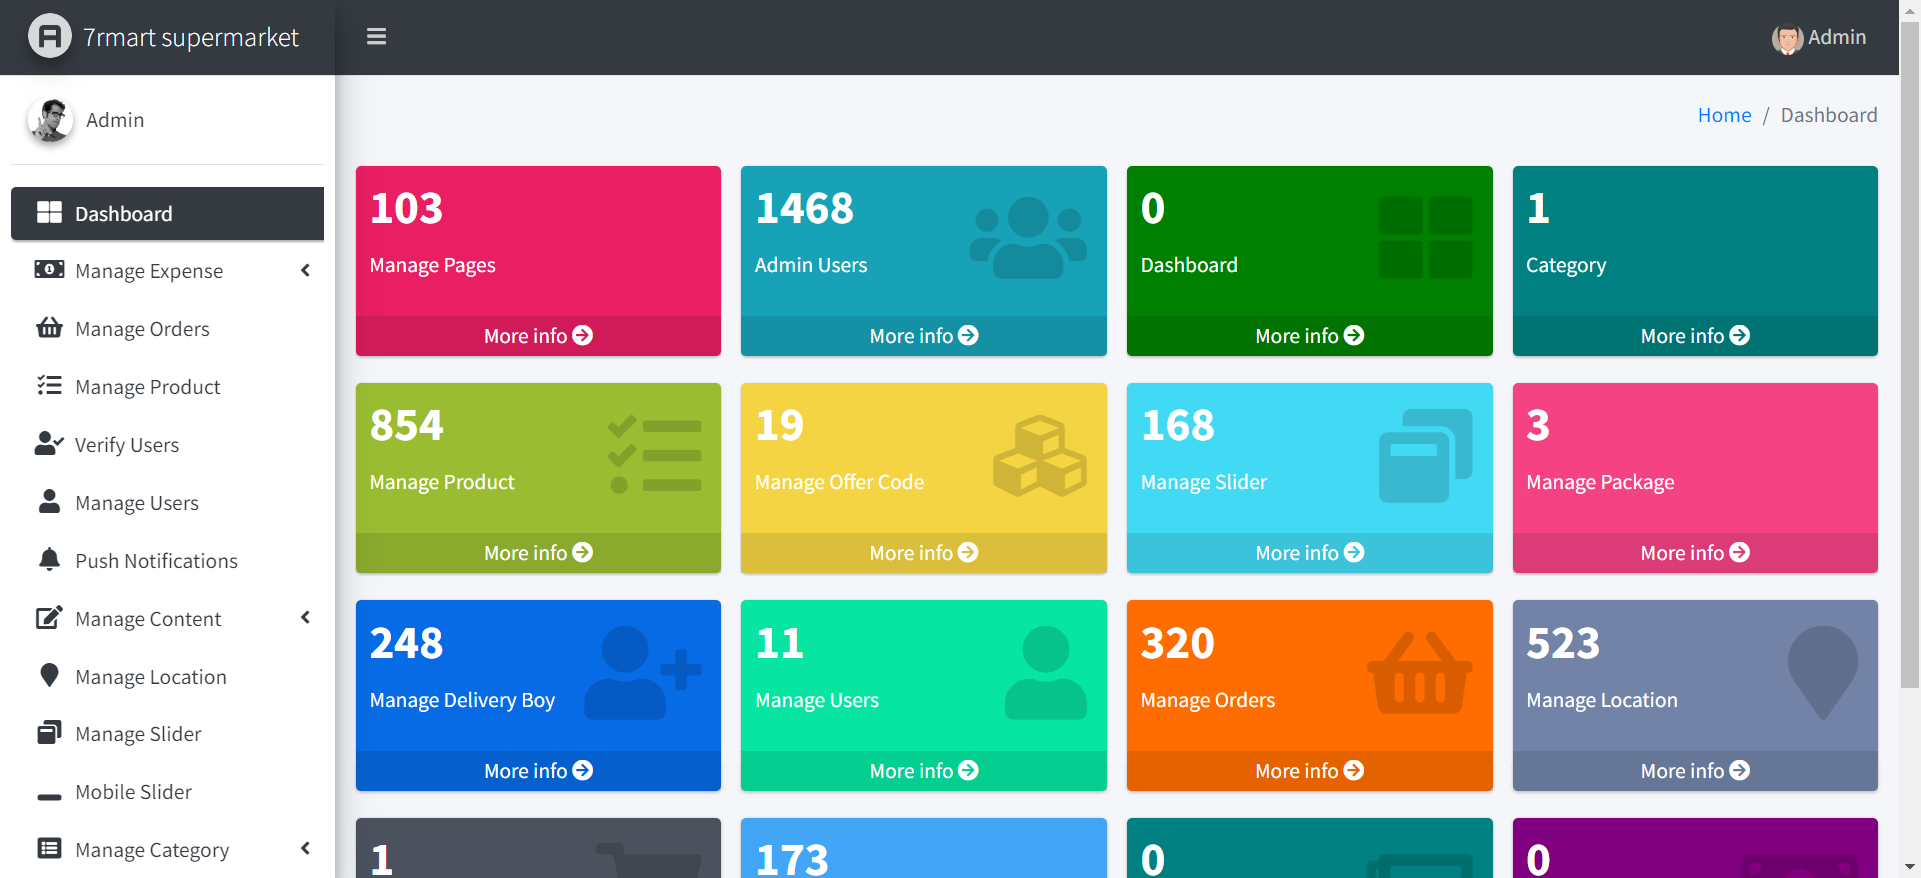 7rmart supermarket
Admin
Admin
Home / Dashboard
Dashboard
Manage Expense
Manage Orders
Manage Product
Verify Users
Manage Users
Push Notifications
Manage Content
Manage Location
Manage Slider
Mobile Slider
Manage Category
103
Manage Pages
More info
1468
Admin Users
More info
0
Dashboard
More info
1
Category
More info
854
Manage Product
More info
19
Manage Offer Code
More info
168
Manage Slider
More info
3
Manage Package
More info
248
Manage Delivery Boy
More info
11
Manage Users
More info
320
Manage Orders
More info
523
Manage Location
More info
1
173
0
0